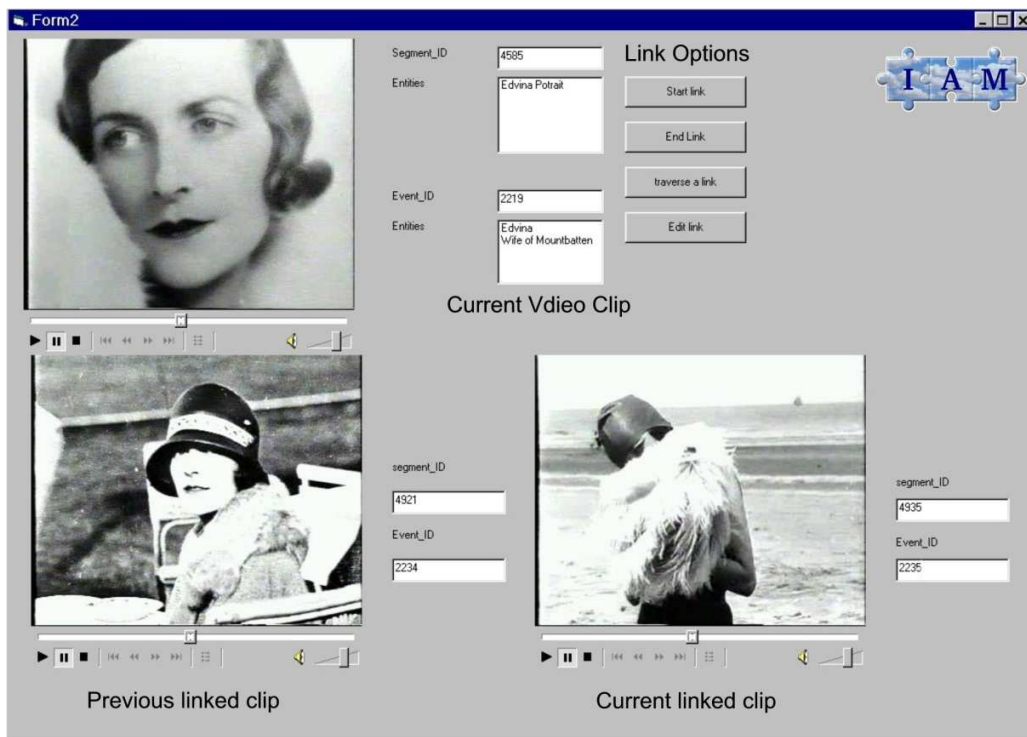 Form2
Segment_ID
4585
Entities
Edvina Potrait
Event_ID
2219
Entities
Edvina
Wife of Mountbatten
Link Options
Start link
End Link
traverse a link
Edit link
I A M
Current Vdieo Clip
segment_ID
4921
Event_ID
2234
segment_ID
4935
Event_ID
2235
Previous linked clip
Current linked clip